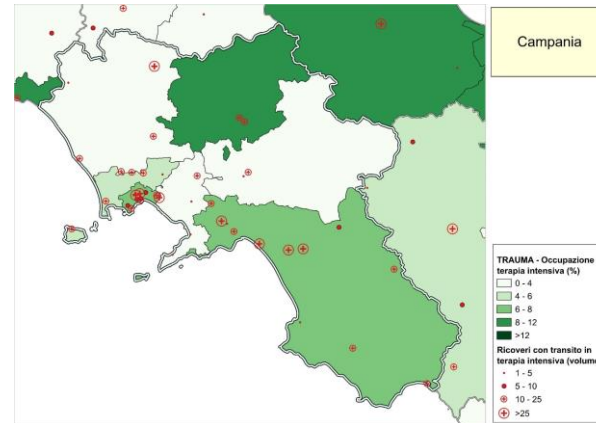 Campania
TRAUMA - Occupazione
terapia intensiva (%)
0 - 4
4 - 6
6 - 8
8 - 12
>12
Ricoveri con transito in
terapia intensiva (volume
1 - 5
5 - 10
10 - 25
>25